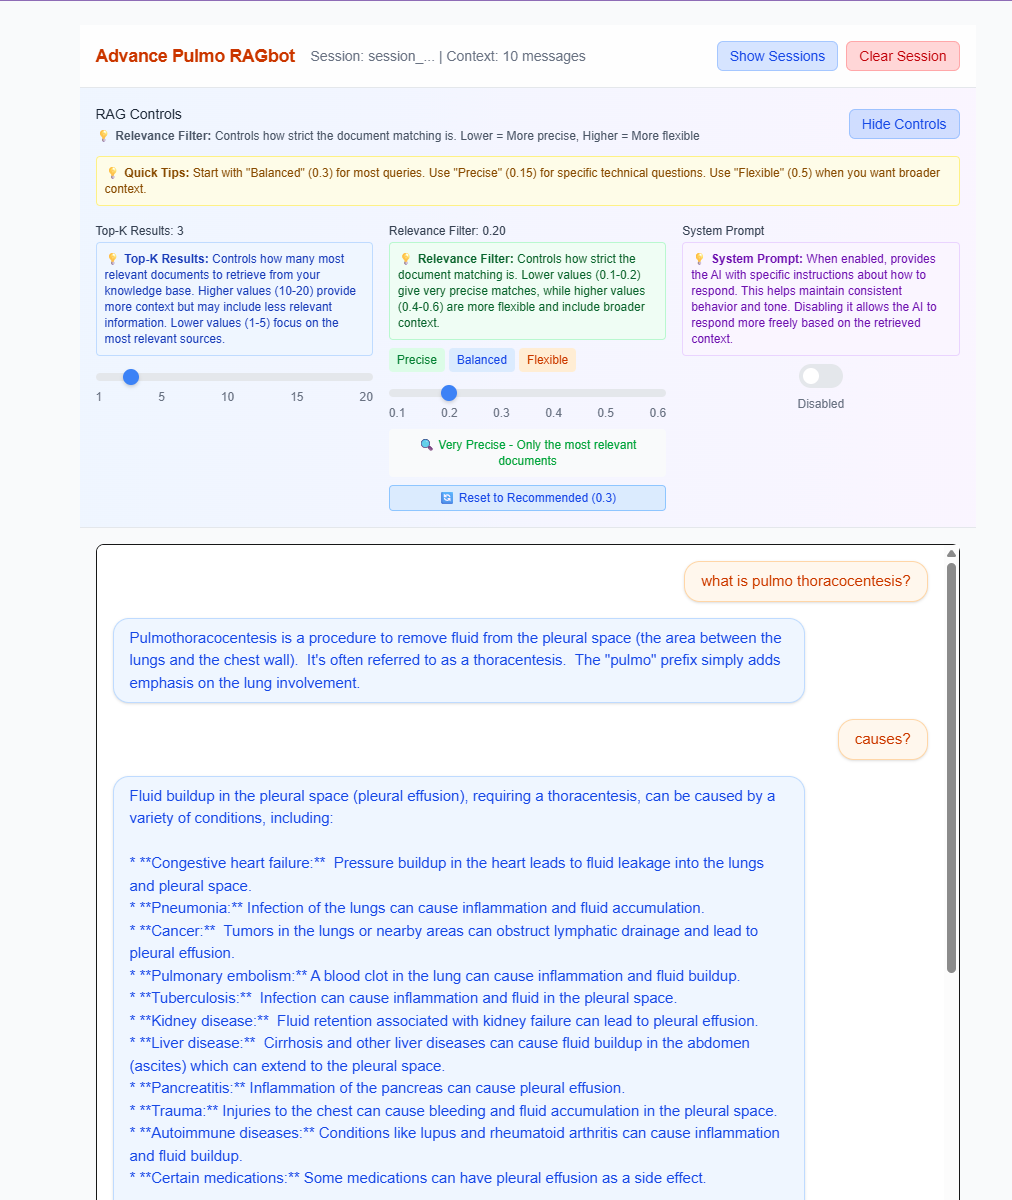 Advance Pulmo RAGbot
Session: session_... | Context: 10 messages
Show Sessions
Clear Session
RAG Controls
💡 Relevance Filter: Controls how strict the document matching is. Lower = More precise, Higher = More flexible
Hide Controls
💡 Quick Tips: Start with "Balanced" (0.3) for most queries. Use "Precise" (0.15) for specific technical questions. Use "Flexible" (0.5) when you want broader
context.
Top-K Results: 3
💡 Top-K Results: Controls how many most
relevant documents to retrieve from your
knowledge base. Higher values (10-20) provide
more context but may include less relevant
information. Lower values (1-5) focus on the
most relevant sources.
1 5 10 15 20
Relevance Filter: 0.20
💡 Relevance Filter: Controls how strict the
document matching is. Lower values (0.1-0.2)
give very precise matches, while higher values
(0.4-0.6) are more flexible and include broader
context.
Precise Balanced Flexible
0.1 0.2 0.3 0.4 0.5 0.6
🔍 Very Precise - Only the most relevant
documents
🔄 Reset to Recommended (0.3)
System Prompt
💡 System Prompt: When enabled, provides
the AI with specific instructions about how to
respond. This helps maintain consistent
behavior and tone. Disabling it allows the AI to
respond more freely based on the retrieved
context.
Disabled
what is pulmo thoracocentesis?
Pulmothoracocentesis is a procedure to remove fluid from the pleural space (the area between the
lungs and the chest wall).  It's often referred to as a thoracentesis.  The "pulmo" prefix simply adds
emphasis on the lung involvement.
causes?
Fluid buildup in the pleural space (pleural effusion), requiring a thoracentesis, can be caused by a
variety of conditions, including:
* **Congestive heart failure:**  Pressure buildup in the heart leads to fluid leakage into the lungs
and pleural space.
* **Pneumonia:** Infection of the lungs can cause inflammation and fluid accumulation.
* **Cancer:**  Tumors in the lungs or nearby areas can obstruct lymphatic drainage and lead to
pleural effusion.
* **Pulmonary embolism:** A blood clot in the lung can cause inflammation and fluid buildup.
* **Tuberculosis:**  Infection can cause inflammation and fluid in the pleural space.
* **Kidney disease:**  Fluid retention associated with kidney failure can lead to pleural effusion.
* **Liver disease:**  Cirrhosis and other liver diseases can cause fluid buildup in the abdomen
(ascites) which can extend to the pleural space.
* **Pancreatitis:** Inflammation of the pancreas can cause pleural effusion.
* **Trauma:** Injuries to the chest can cause bleeding and fluid accumulation in the pleural space.
* **Autoimmune diseases:** Conditions like lupus and rheumatoid arthritis can cause inflammation
and fluid buildup.
* **Certain medications:** Some medications can have pleural effusion as a side effect.